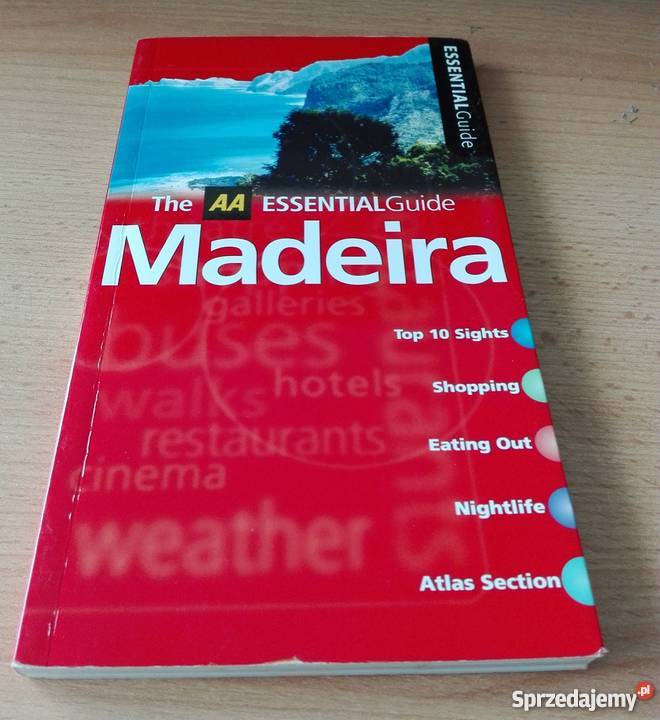 ESSENTIALGuide
The AA ESSENTIALGuide
Madeira
galleries
Top 10 Sights
ouses
hotels
Shopping
walks
restaurants
Eating Out
cinema
Nightlife
weather
Atlas Section
Sprzedajemy.pl